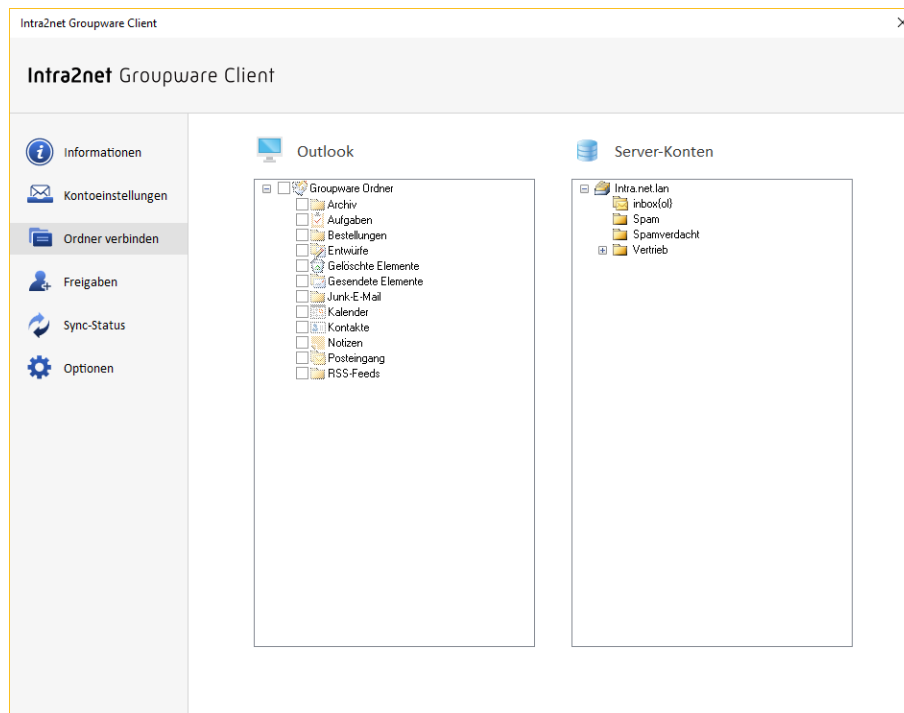 Intra2net Groupware Client
Intra2net Groupware Client
Informationen
Kontoeinstellungen
Ordner verbinden
Freigaben
Sync-Status
Optionen
Outlook
Groupware Ordner
Archiv
Aufgaben
Bestellungen
Entwürfe
Gelöschte Elemente
Gesendete Elemente
Junk-E-Mail
Kalender
Kontakte
Notizen
Posteingang
RSS-Feeds
Server-Konten
Intra.net.lan
inbox{ol}
Spam
Spamverdacht
Vertrieb